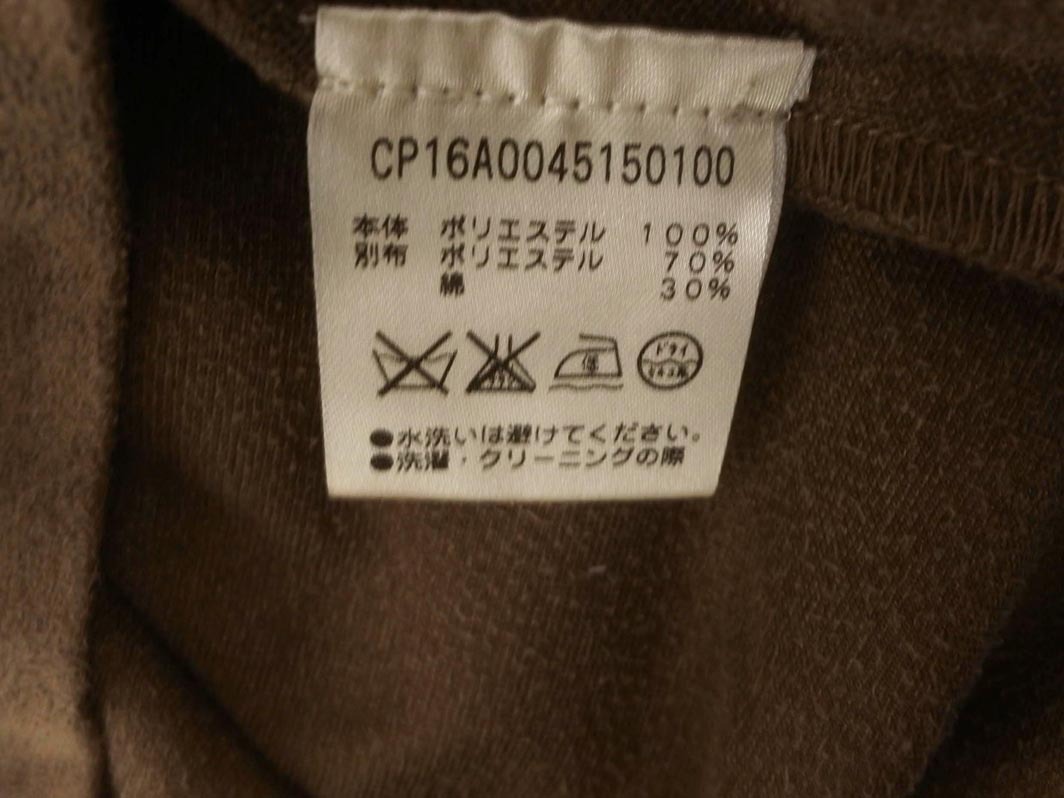 CP16A0045150100
本体 ポリエステル 100%
別布 ポリエステル 70%
綿 30%
低 ドライ
●水洗いは避けてください。
●洗濯・クリーニングの際